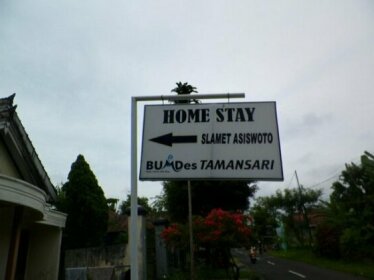 HOME STAY
SLAMET ASISWOTO
BUMDes TAMANSARI